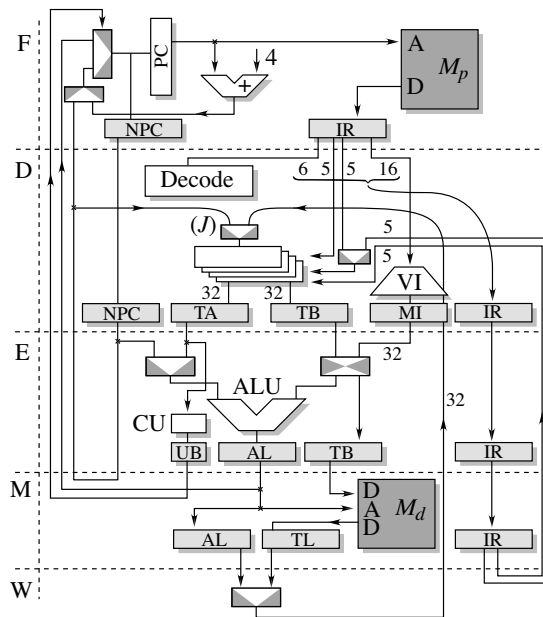 F
PC
4
+
A
D
M_p
NPC
IR
D
Decode
6 5 5 16
(J)
5
5
VI
32 32
NPC
TA
TB
MI
IR
E
32
ALU
32
CU
UB
AL
TB
IR
M
D
A
D
M_d
AL
TL
IR
W